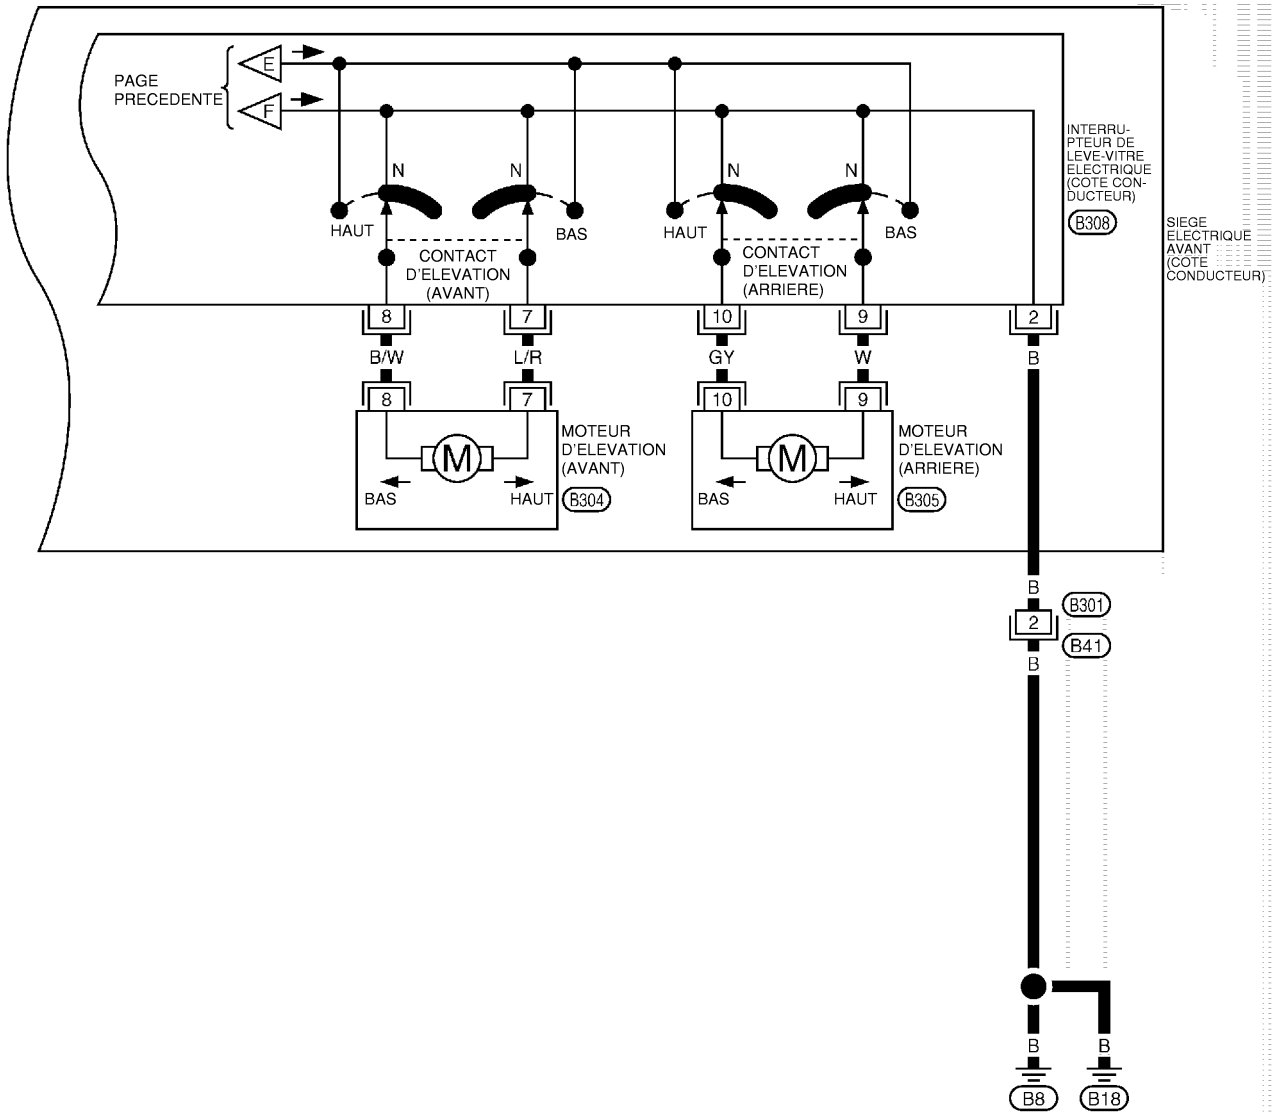 E
PAGE
PRECEDENTE
F
N
N
N
N
HAUT
BAS
HAUT
BAS
CONTACT
D'ELEVATION
(AVANT)
CONTACT
D'ELEVATION
(ARRIERE)
INTERRU-
PTEUR DE
LEVE-VITRE
ELECTRIQUE
(COTE CON-
DUCTEUR)
B308
SIEGE
ELECTRIQUE
AVANT
(COTE
CONDUCTEUR)
8
7
10
9
2
B/W
L/R
GY
W
B
8
7
10
9
M
BAS
HAUT
MOTEUR
D'ELEVATION
(AVANT)
B304
M
BAS
HAUT
MOTEUR
D'ELEVATION
(ARRIERE)
B305
B
B301
2
B41
B
B
B
B8
B18